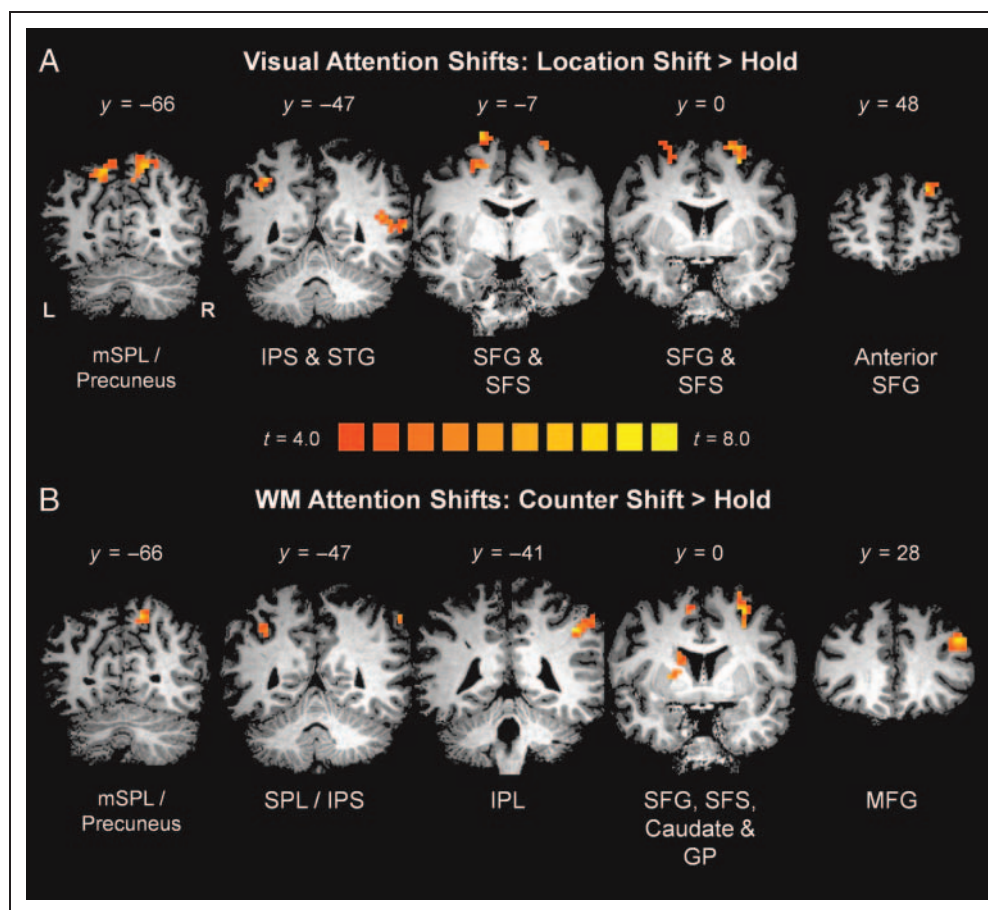 A
Visual Attention Shifts: Location Shift > Hold
y = –66
y = –47
y = –7
y = 0
y = 48
L
R
mSPL /
Precuneus
IPS & STG
SFG &
SFS
SFG &
SFS
Anterior
SFG
t = 4.0
t = 8.0
B
WM Attention Shifts: Counter Shift > Hold
y = –66
y = –47
y = –41
y = 0
y = 28
mSPL /
Precuneus
SPL / IPS
IPL
SFG, SFS,
Caudate &
GP
MFG